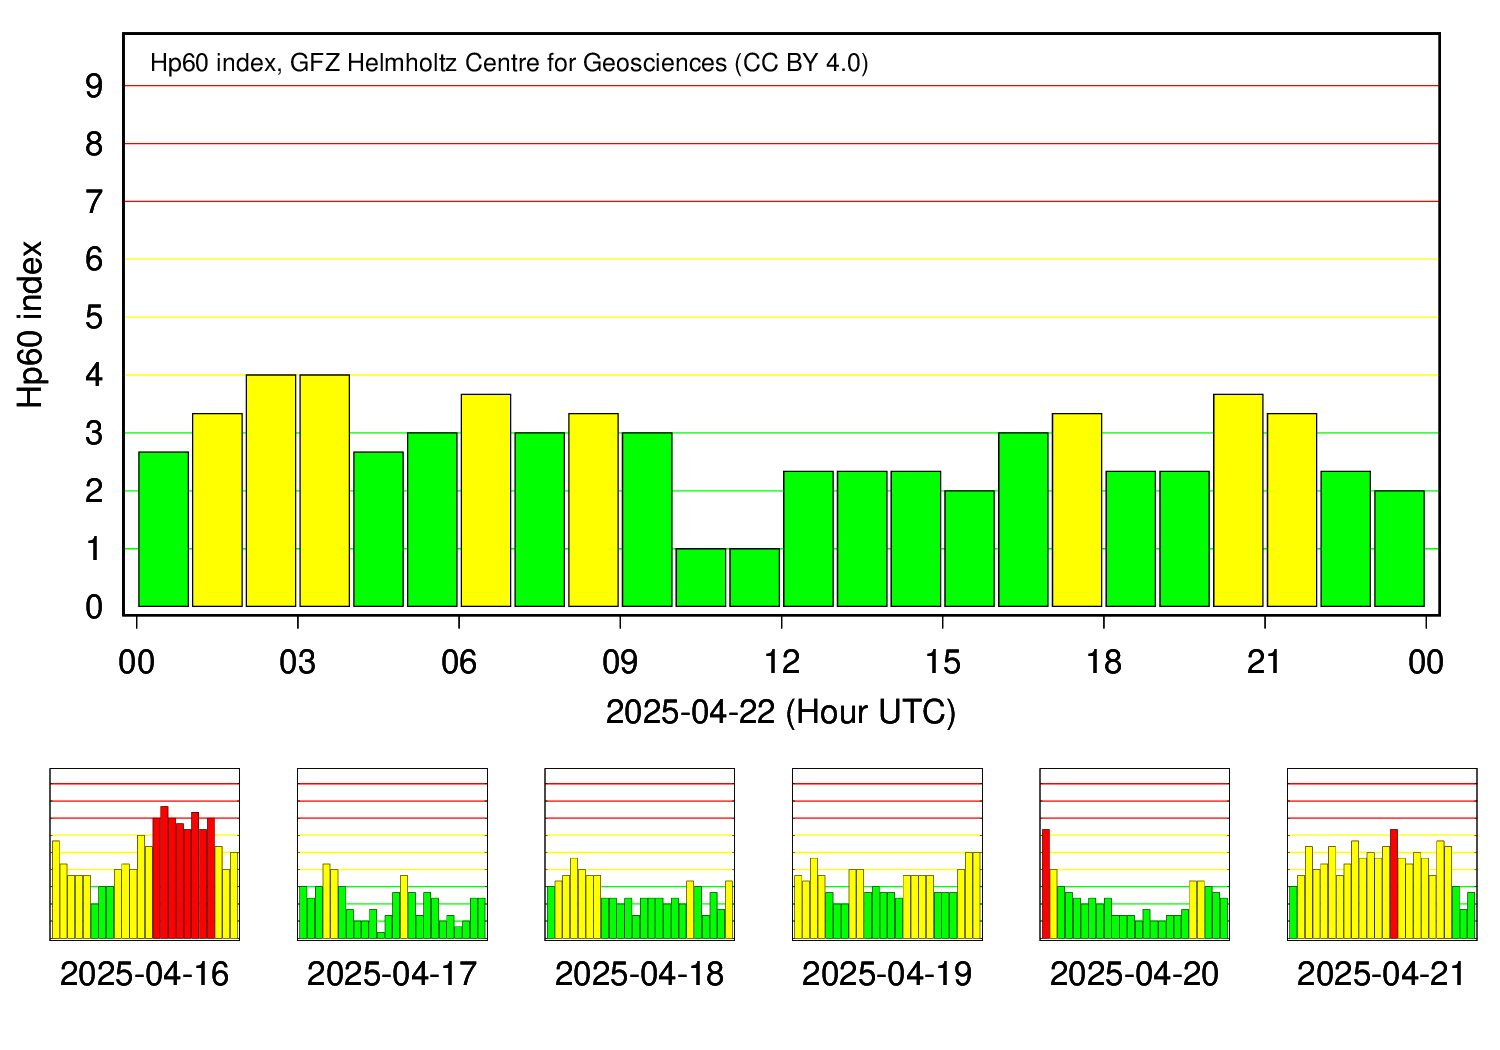 Hp60 index, GFZ Helmholtz Centre for Geosciences (CC BY 4.0)
9
8
7
6
5
4
3
2
1
0
Hp60 index
00 03 06 09 12 15 18 21 00
2025-04-22 (Hour UTC)
2025-04-16 2025-04-17 2025-04-18 2025-04-19 2025-04-20 2025-04-21